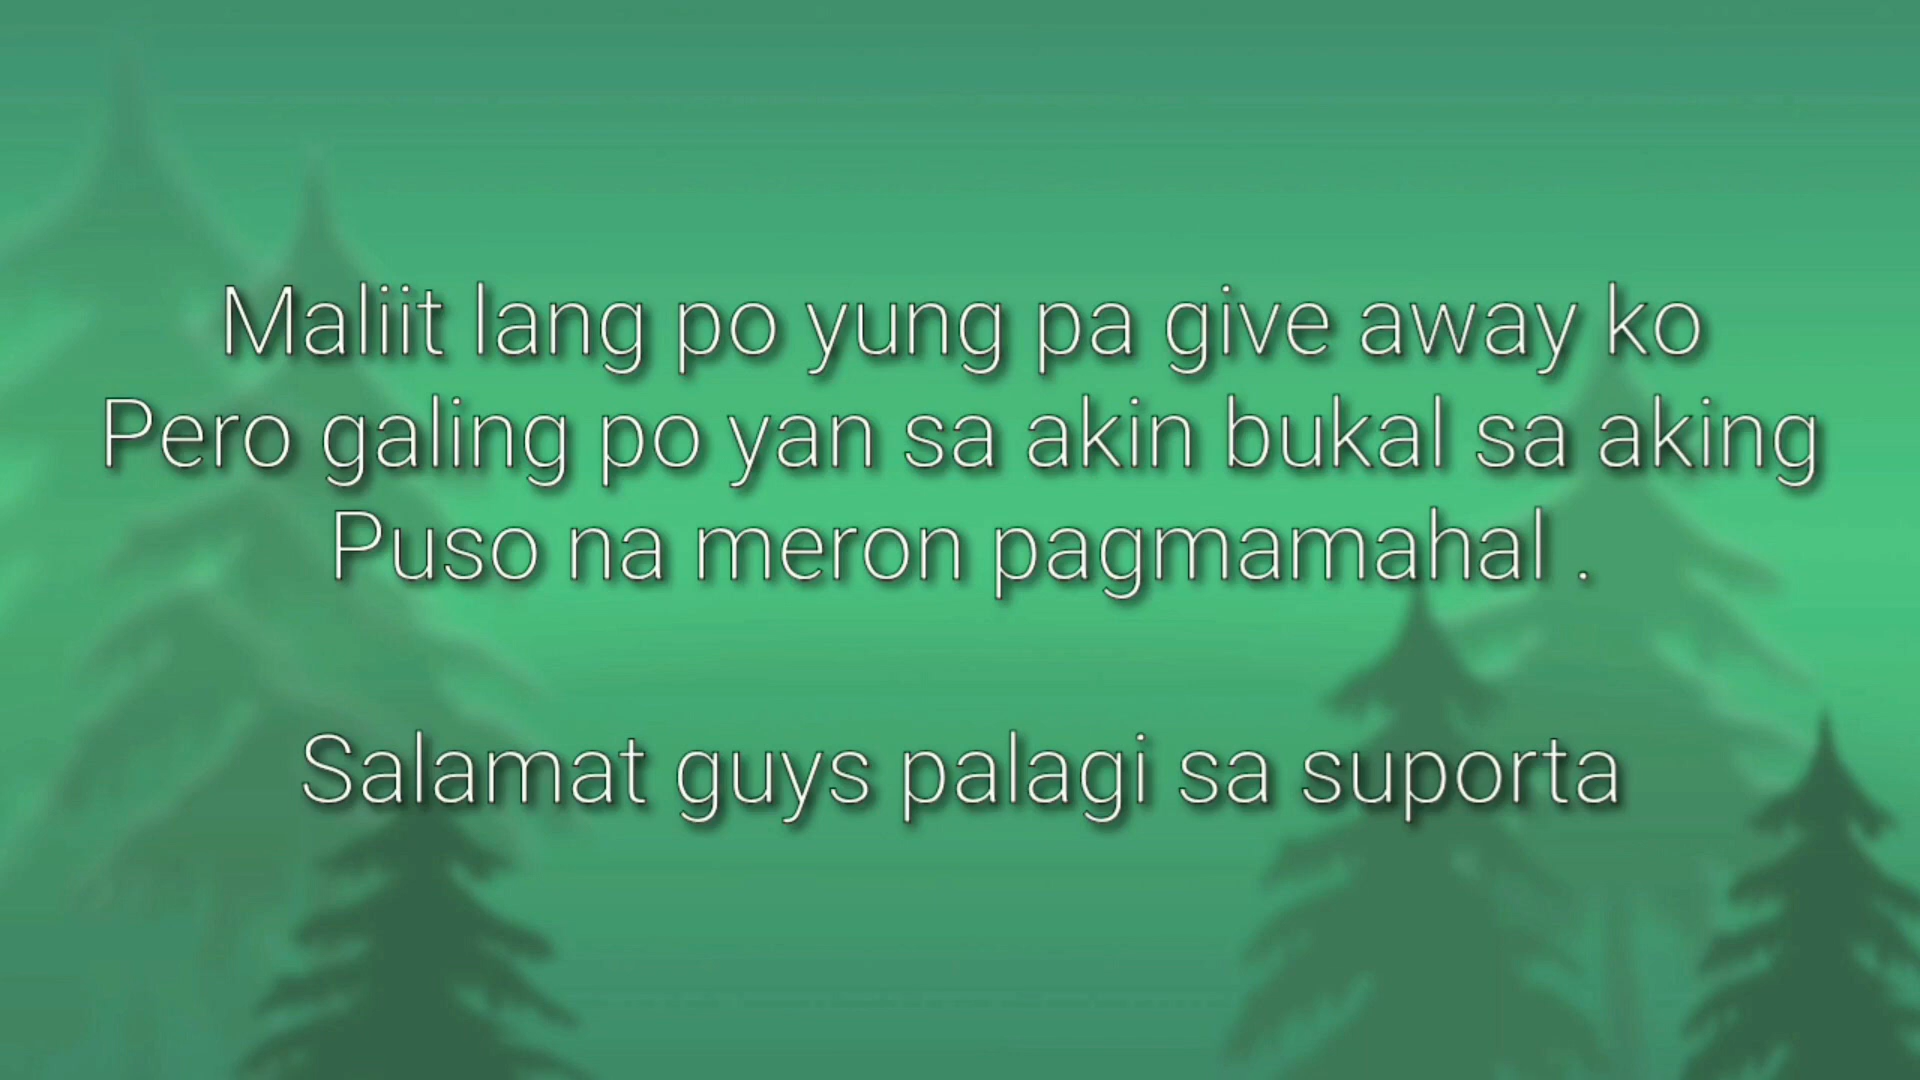 Maliit lang po yung pa give away ko
Pero galing po yan sa akin bukal sa aking
Puso na meron pagmamahal .
Salamat guys palagi sa suporta